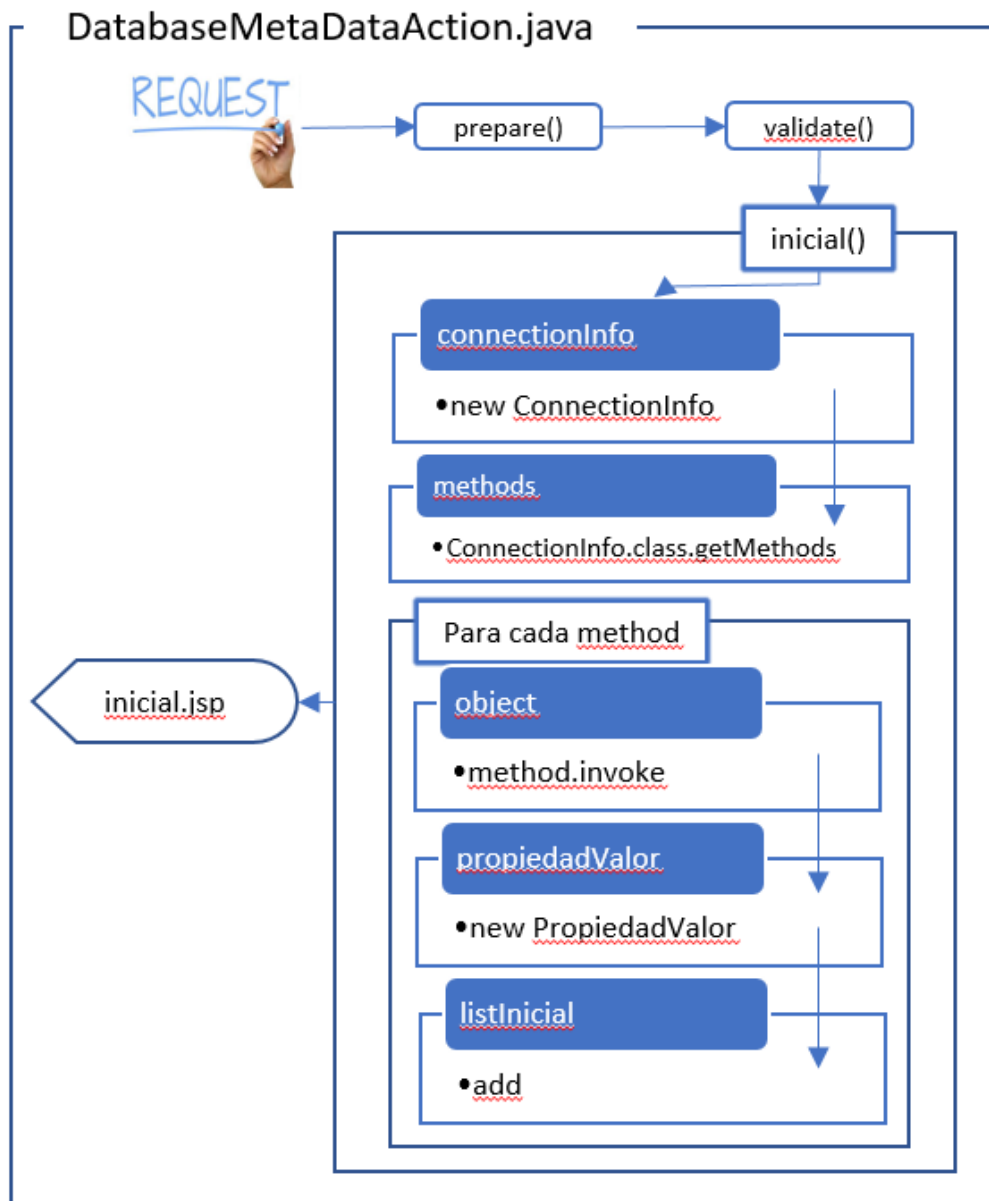 DatabaseMetaDataAction.java
REQUEST
prepare()
validate()
inicial()
connectionInfo
•new ConnectionInfo
methods
•ConnectionInfo.class.getMethods
Para cada method
inicial.jsp
object
•method.invoke
propiedadValor
•new PropiedadValor
listInicial
•add